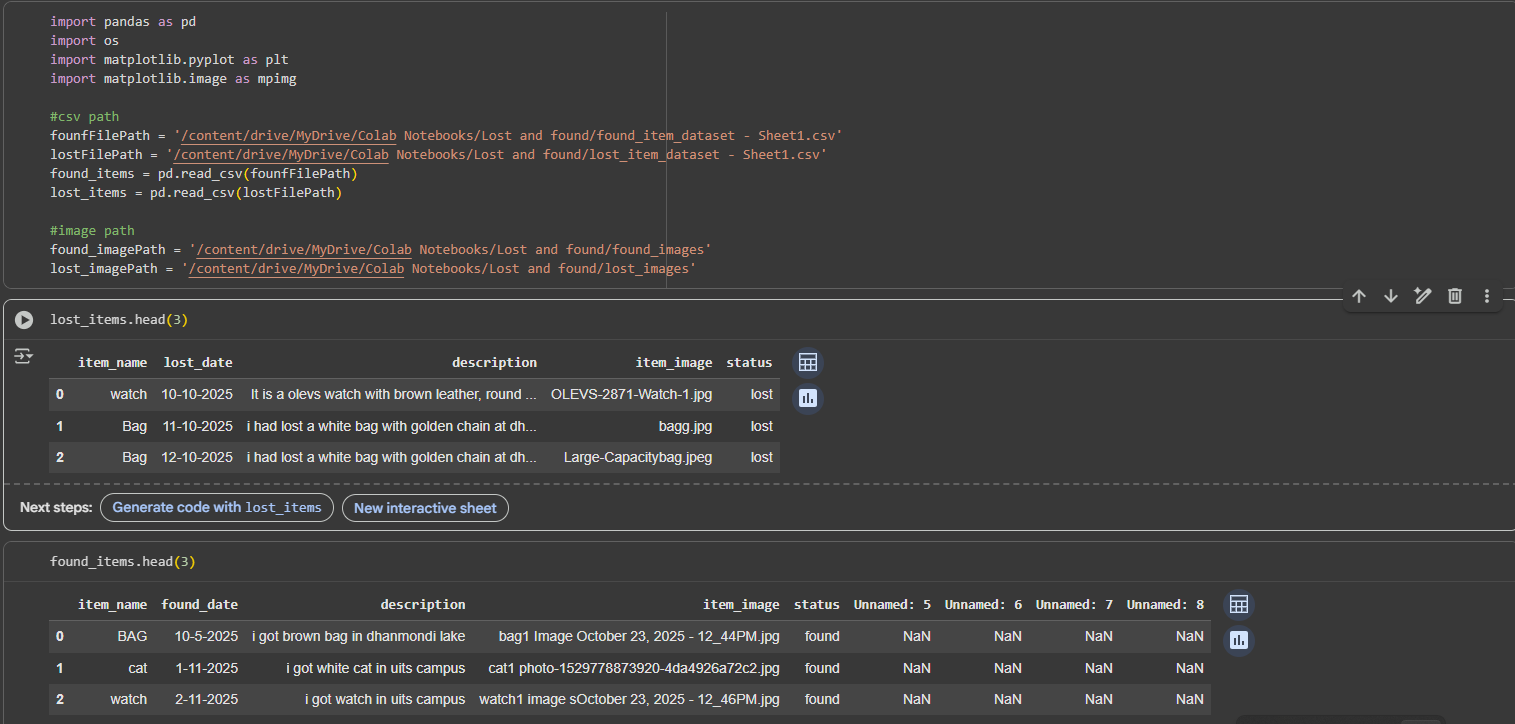 import pandas as pd
import os
import matplotlib.pyplot as plt
import matplotlib.image as mpimg
#csv path
founfFilePath = '/content/drive/MyDrive/Colab Notebooks/Lost and found/found_item_dataset - Sheet1.csv'
lostFilePath = '/content/drive/MyDrive/Colab Notebooks/Lost and found/lost_item_dataset - Sheet1.csv'
found_items = pd.read_csv(founfFilePath)
lost_items = pd.read_csv(lostFilePath)
#image path
found_imagePath = '/content/drive/MyDrive/Colab Notebooks/Lost and found/found_images'
lost_imagePath = '/content/drive/MyDrive/Colab Notebooks/Lost and found/lost_images'
lost_items.head(3)
item_name lost_date description item_image status
0 watch 10-10-2025 It is a olevs watch with brown leather, round ... OLEVS-2871-Watch-1.jpg lost
1 Bag 11-10-2025 i had lost a white bag with golden chain at dh... bagg.jpg lost
2 Bag 12-10-2025 i had lost a white bag with golden chain at dh... Large-Capacitybag.jpeg lost
Next steps: Generate code with lost_items New interactive sheet
found_items.head(3)
item_name found_date description item_image status Unnamed: 5 Unnamed: 6 Unnamed: 7 Unnamed: 8
0 BAG 10-5-2025 i got brown bag in dhanmondi lake bag1 Image October 23, 2025 - 12_44PM.jpg found NaN NaN NaN NaN
1 cat 1-11-2025 i got white cat in uits campus cat1 photo-1529778873920-4da4926a72c2.jpg found NaN NaN NaN NaN
2 watch 2-11-2025 i got watch in uits campus watch1 image sOctober 23, 2025 - 12_46PM.jpg found NaN NaN NaN NaN